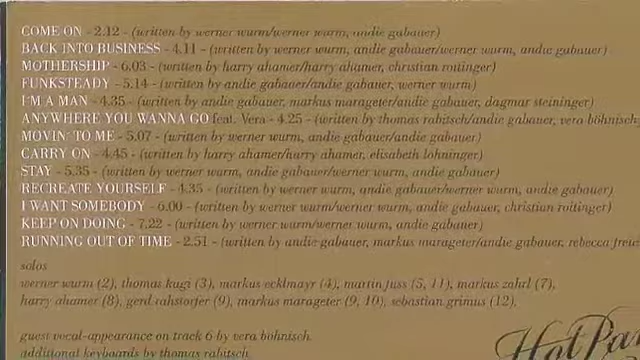 COME ON - 2.12 - (written by werner wurm/werner wurm, andie gabauer)
BACK INTO BUSINESS - 4.11 - (written by werner wurm, andie gabauer/werner wurm, andie gabauer)
MOTHERSHIP - 6.03 - (written by harry ahamer/harry ahamer, christian roitinger)
FUNKSTEADY - 5.14 - (written by andie gabauer/andie gabauer, werner wurm)
I'M A MAN - 4.35 - (written by andie gabauer, markus marageter/andie gabauer, dagmar steininger)
ANYWHERE YOU WANNA GO feat. Vera - 4.25 - (written by thomas rabitsch/andie gabauer, vera böhnisch
MOVIN' TO ME - 5.07 - (written by werner wurm, andie gabauer/andie gabauer)
CARRY ON - 4.45 - (written by harry ahamer/harry ahamer, elisabeth löhninger)
STAY - 5.35 - (written by werner wurm, andie gabauer/werner wurm, andie gabauer)
RECREATE YOURSELF - 4.35 - (written by werner wurm, andie gabauer/werner wurm, andie gabauer)
I WANT SOMEBODY - 6.00 - (written by werner wurm/werner wurm, andie gabauer, christian roitinger)
KEEP ON DOING - 7.22 - (written by werner wurm/werner wurm, andie gabauer)
RUNNING OUT OF TIME - 2.51 - (written by andie gabauer, markus marageter/andie gabauer, rebecca freu
solos
werner wurm (2), thomas kugi (3), markus ecklmayr (4), martin fuss (5, 11), markus zahrl (7),
harry ahamer (8), gerd rahstorfer (9), markus marageter (9, 10), sebastian grimus (12),
guest vocal-appearance on track 6 by vera böhnisch.
additional keyboards by thomas rabitsch.
Hot Pan